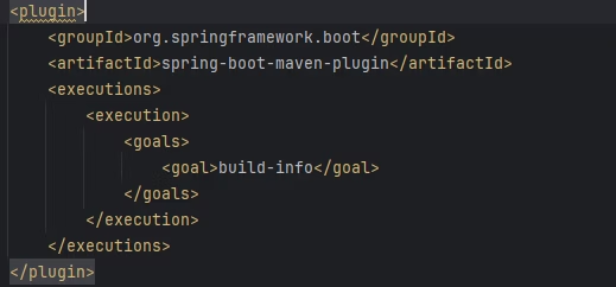 <plugin>
<groupId>org.springframework.boot</groupId>
<artifactId>spring-boot-maven-plugin</artifactId>
<executions>
<execution>
<goals>
<goal>build-info</goal>
</goals>
</execution>
</executions>
</plugin>